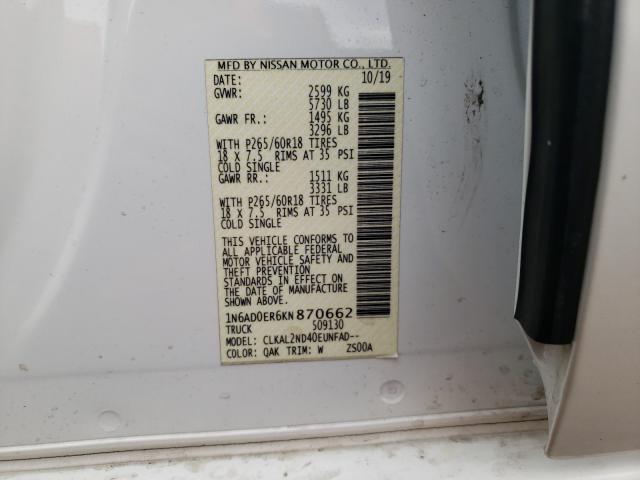 MFD BY NISSAN MOTOR CO., LTD.
DATE: 10/19
GVWR: 2599 KG
5730 LB
GAWR FR.: 1495 KG
3296 LB
WITH P265/60R18 TIRES
18 X 7.5 RIMS AT 35 PSI
COLD SINGLE
GAWR RR.: 1511 KG
3331 LB
WITH P265/60R18 TIRES
18 X 7.5 RIMS AT 35 PSI
COLD SINGLE
THIS VEHICLE CONFORMS TO
ALL APPLICABLE FEDERAL
MOTOR VEHICLE SAFETY AND
THEFT PREVENTION
STANDARDS IN EFFECT ON
THE DATE OF MANUFACTURE
SHOWN ABOVE.
1N6AD0ER6KN870662
TRUCK S09130
MODEL: CLKAL2ND40EUNFAD--
COLOR: QAK TRIM: W ZS00A